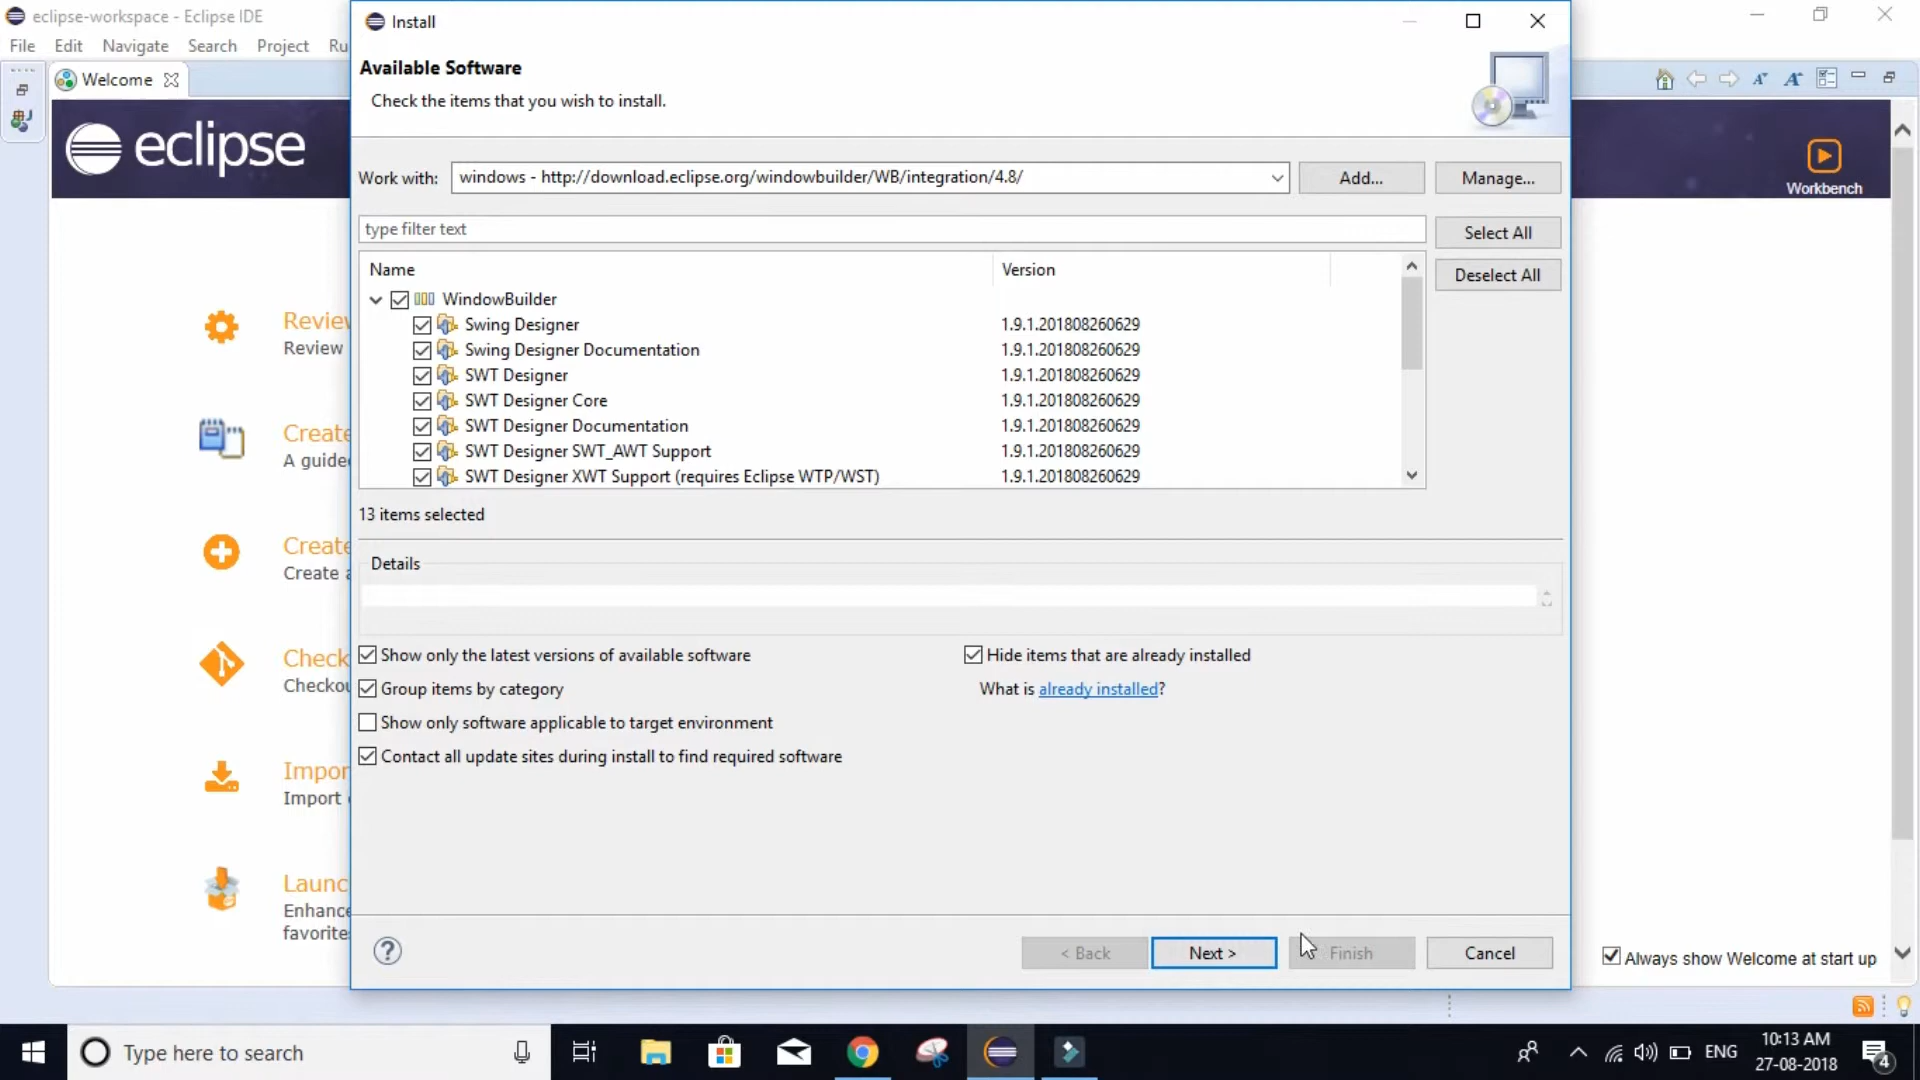 eclipse-workspace - Eclipse IDE
File Edit Navigate Search Project Ru
Welcome
eclipse
Workbench
Review
Review
Create
A guide
Create
Create a
Check
Checkou
Impor
Import
Launc
Enhance
favorite
Install
Available Software
Check the items that you wish to install.
Work with: windows - http://download.eclipse.org/windowbuilder/WB/integration/4.8/ Add... Manage...
type filter text Select All
Deselect All
Name Version
WindowBuilder
Swing Designer 1.9.1.201808260629
Swing Designer Documentation 1.9.1.201808260629
SWT Designer 1.9.1.201808260629
SWT Designer Core 1.9.1.201808260629
SWT Designer Documentation 1.9.1.201808260629
SWT Designer SWT_AWT Support 1.9.1.201808260629
SWT Designer XWT Support (requires Eclipse WTP/WST) 1.9.1.201808260629
13 items selected
Details
Show only the latest versions of available software Hide items that are already installed
Group items by category What is already installed?
Show only software applicable to target environment
Contact all update sites during install to find required software
< Back Next > Finish Cancel
Always show Welcome at start up
Type here to search
ENG
10:13 AM
27-08-2018
4